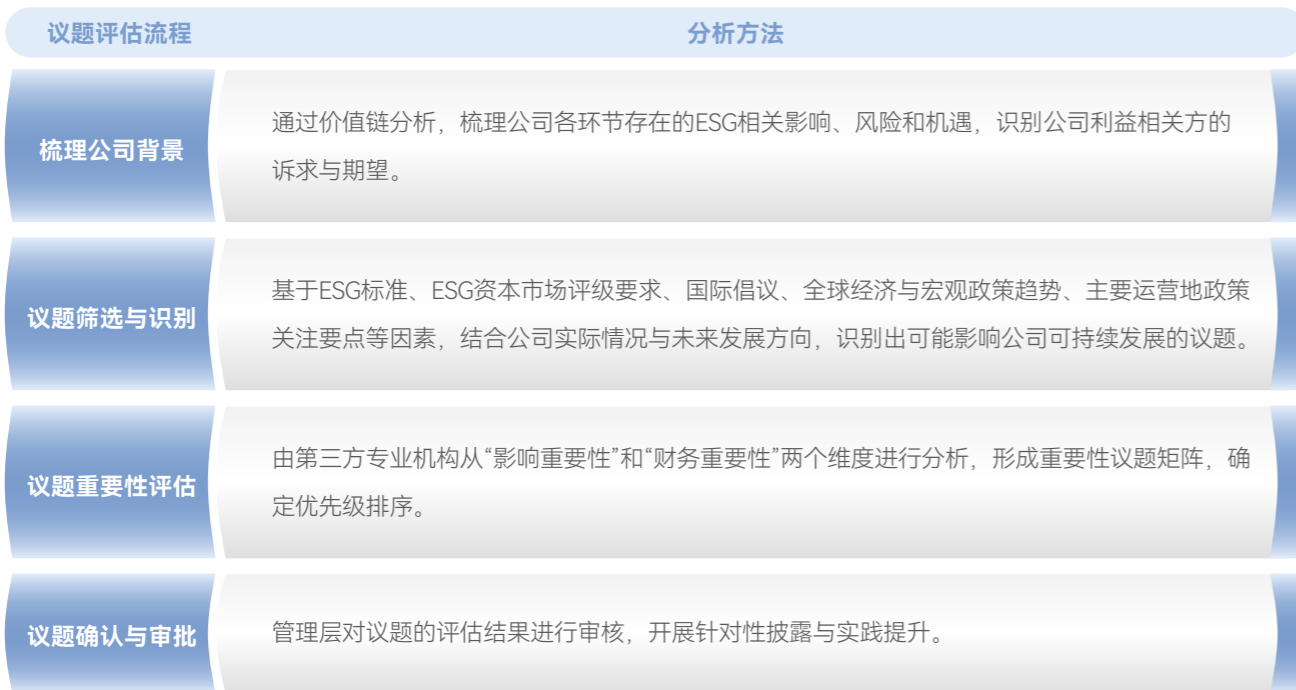 议题评估流程
分析方法
梳理公司背景
通过价值链分析，梳理公司各环节存在的ESG相关影响、风险和机遇，识别公司利益相关方的
诉求与期望。
议题筛选与识别
基于ESG标准、ESG资本市场评级要求、国际倡议、全球经济与宏观政策趋势、主要运营地政策
关注要点等因素，结合公司实际情况与未来发展方向，识别出可能影响公司可持续发展的议题。
议题重要性评估
由第三方专业机构从“影响重要性”和“财务重要性”两个维度进行分析，形成重要性议题矩阵，确
定优先级排序。
议题确认与审批
管理层对议题的评估结果进行审核，开展针对性披露与实践提升。